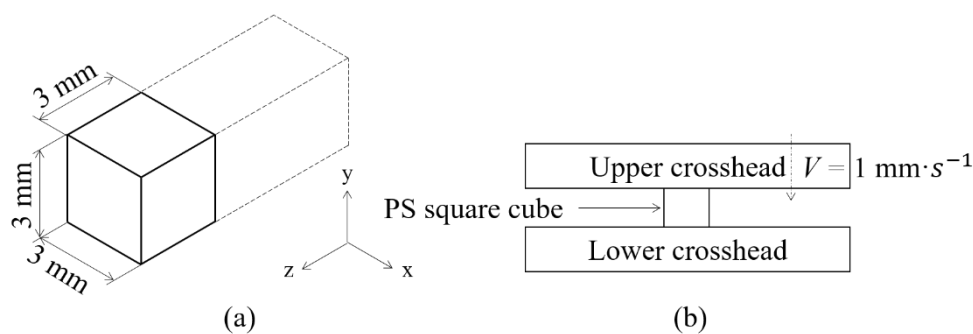 3 mm
3 mm
3 mm
y
z
x
(a)
Upper crosshead
V = 1 mm·s⁻¹
PS square cube
Lower crosshead
(b)